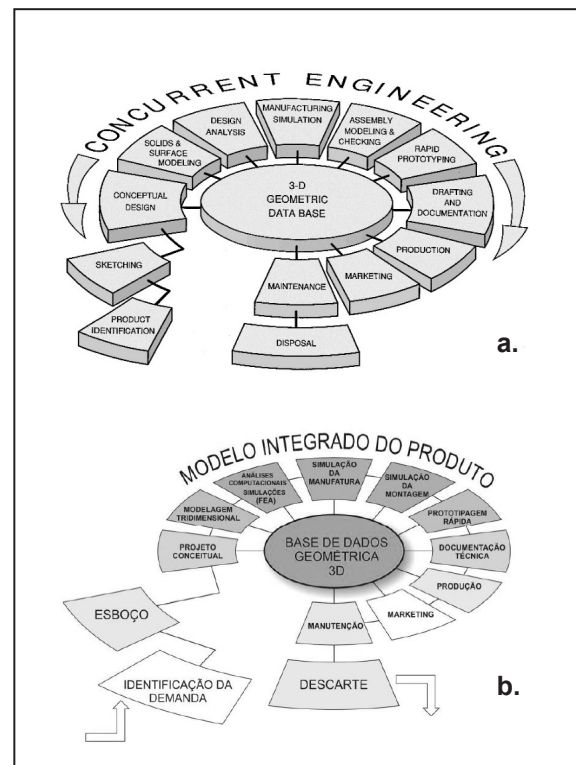 CONCURRENT ENGINEERING
MANUFACTURING
SIMULATION
DESIGN
ANALYSIS
ASSEMBLY
MODELING &
CHECKING
SOLIDS &
SURFACE
MODELING
RAPID
PROTOTYPING
CONCEPTUAL
DESIGN
3-D
GEOMETRIC
DATA BASE
DRAFTING
AND
DOCUMENTATION
SKETCHING
PRODUCTION
MAINTENANCE
MARKETING
PRODUCT
IDENTIFICATION
DISPOSAL
a.
MODELO INTEGRADO DO PRODUTO
SIMULAÇÃO
DA
MANUFATURA
ANÁLISES
COMPUTACIONAIS
SIMULAÇÕES
(FEA)
SIMULAÇÃO
DA
MONTAGEM
MODELAGEM
TRIDIMENSIONAL
PROTOTIPAGEM
RÁPIDA
PROJETO
CONCEITUAL
BASE DE DADOS
GEOMÉTRICA
3D
DOCUMENTAÇÃO
TÉCNICA
PRODUÇÃO
ESBOÇO
MANUTENÇÃO
MARKETING
IDENTIFICAÇÃO DA
DEMANDA
DESCARTE
b.